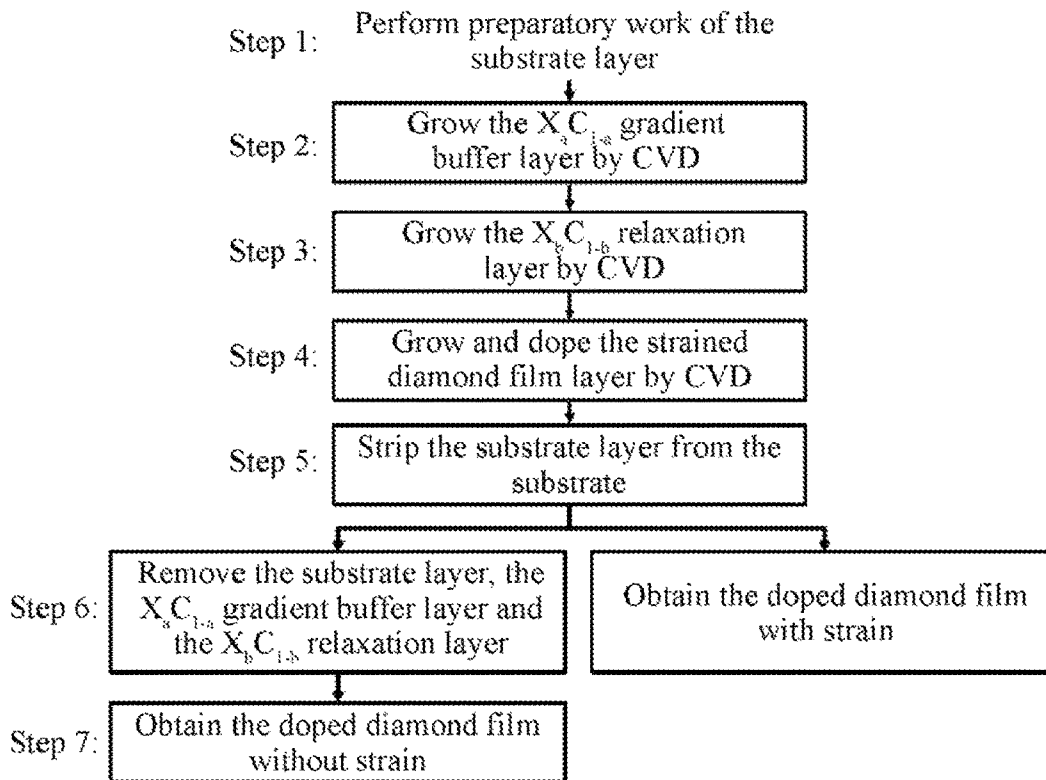 Step 1:
Perform preparatory work of the
substrate layer
Step 2:
Grow the XₐC₁₋ₐ gradient
buffer layer by CVD
Step 3:
Grow the X_bC_{1-b} relaxation
layer by CVD
Step 4:
Grow and dope the strained
diamond film layer by CVD
Step 5:
Strip the substrate layer from the
substrate
Step 6:
Remove the substrate layer, the
XₐC₁₋ₐ gradient buffer layer and
the X_bC_{1-b} relaxation layer
Obtain the doped diamond film
with strain
Step 7:
Obtain the doped diamond film
without strain